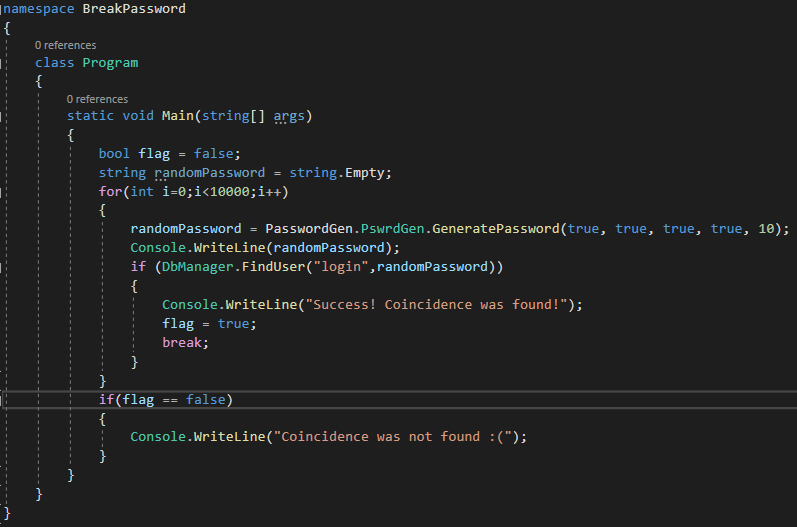 namespace BreakPassword
{
0 references
class Program
{
0 references
static void Main(string[] args)
{
bool flag = false;
string randomPassword = string.Empty;
for(int i=0;i<10000;i++)
{
randomPassword = PasswordGen.PswrdGen.GeneratePassword(true, true, true, true, 10);
Console.WriteLine(randomPassword);
if (DbManager.FindUser("login",randomPassword))
{
Console.WriteLine("Success! Coincidence was found!");
flag = true;
break;
}
}
if(flag == false)
{
Console.WriteLine("Coincidence was not found :(");
}
}
}
}